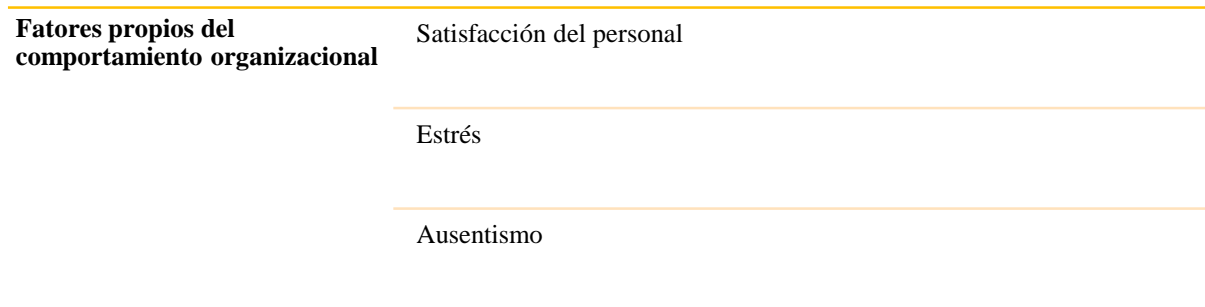 Fatores propios del
comportamiento organizacional
Satisfacción del personal
Estrés
Ausentismo